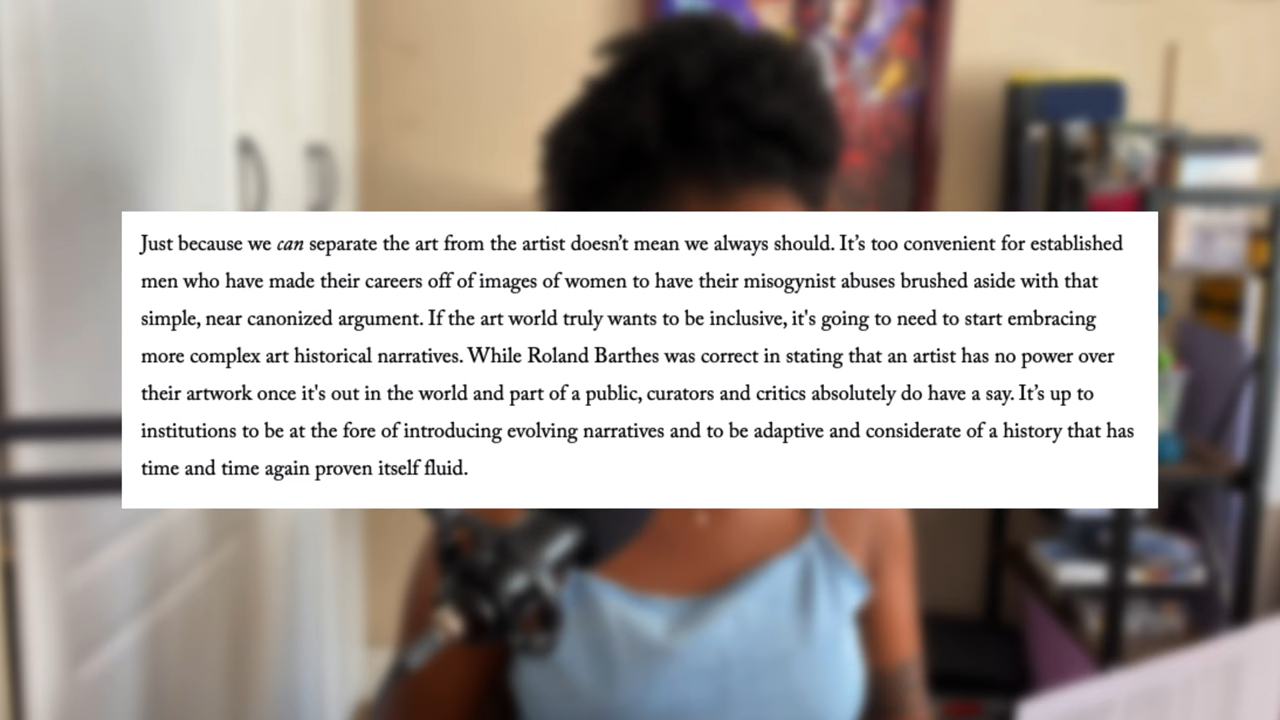 Just because we can separate the art from the artist doesn’t mean we always should. It’s too convenient for established
men who have made their careers off of images of women to have their misogynist abuses brushed aside with that
simple, near canonized argument. If the art world truly wants to be inclusive, it's going to need to start embracing
more complex art historical narratives. While Roland Barthes was correct in stating that an artist has no power over
their artwork once it's out in the world and part of a public, curators and critics absolutely do have a say. It’s up to
institutions to be at the fore of introducing evolving narratives and to be adaptive and considerate of a history that has
time and time again proven itself fluid.